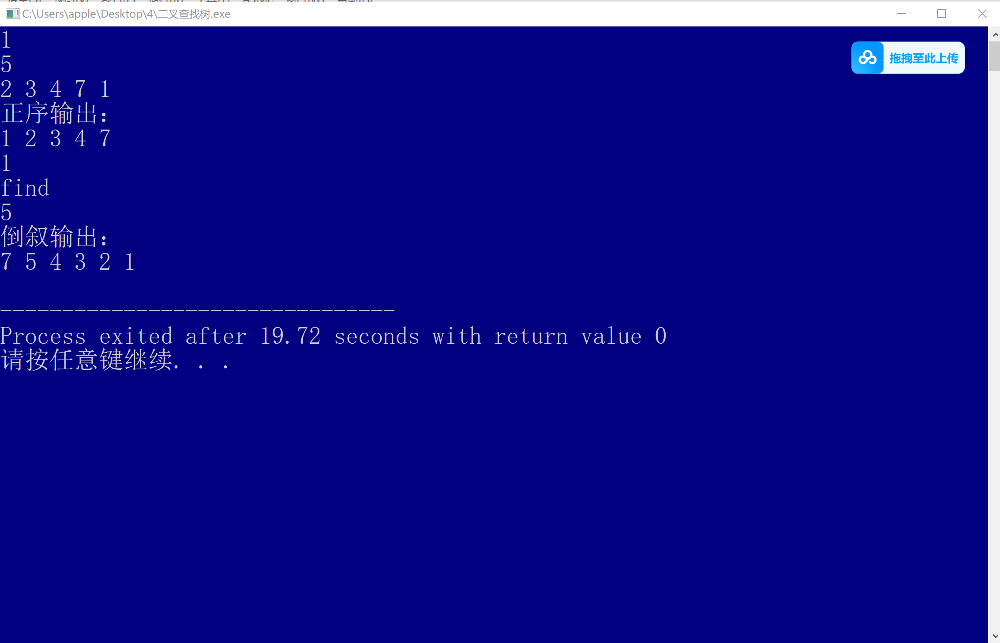 C:\Users\apple\Desktop\4\二叉查找树.exe
1
拖拽至此上传
5
2 3 4 7 1
正序输出：
1 2 3 4 7
1
find
5
倒叙输出：
7 5 4 3 2 1
--------------------------------
Process exited after 19.72 seconds with return value 0
请按任意键继续. . .